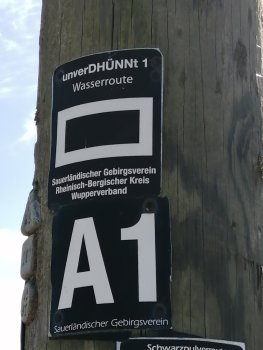 unverDHÜNNt 1
Wasserroute
Sauerländischer Gebirgsverein
Rheinisch-Bergischer Kreis
Wupperverband
A1
Sauerländischer Gebirgsverein